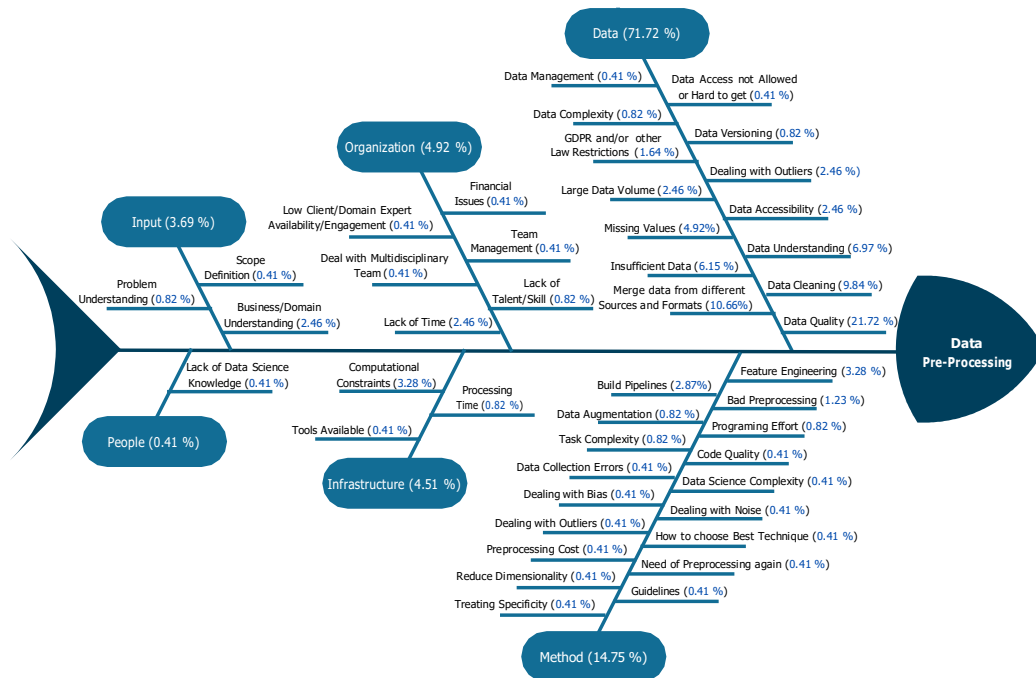 Data (71.72 %)
Data Management (0.41 %)
Data Access not Allowed
or Hard to get (0.41 %)
Data Complexity (0.82 %)
Data Versioning (0.82 %)
GDPR and/or other
Law Restrictions (1.64 %)
Dealing with Outliers (2.46 %)
Large Data Volume (2.46 %)
Data Accessibility (2.46 %)
Missing Values (4.92%)
Data Understanding (6.97 %)
Insufficient Data (6.15 %)
Data Cleaning (9.84 %)
Merge data from different
Sources and Formats (10.66%)
Data Quality (21.72 %)
Organization (4.92 %)
Financial
Issues (0.41 %)
Low Client/Domain Expert
Availability/Engagement (0.41 %)
Team
Management (0.41 %)
Deal with Multidisciplinary
Team (0.41 %)
Lack of
Talent/Skill (0.82 %)
Lack of Time (2.46 %)
Input (3.69 %)
Scope
Definition (0.41 %)
Problem
Understanding (0.82 %)
Business/Domain
Understanding (2.46 %)
Data
Pre-Processing
Lack of Data Science
Knowledge (0.41 %)
People (0.41 %)
Computational
Constraints (3.28 %)
Processing
Time (0.82 %)
Tools Available (0.41 %)
Infrastructure (4.51 %)
Feature Engineering (3.28 %)
Build Pipelines (2.87%)
Bad Preprocessing (1.23 %)
Data Augmentation (0.82 %)
Programing Effort (0.82 %)
Task Complexity (0.82 %)
Code Quality (0.41 %)
Data Collection Errors (0.41 %)
Data Science Complexity (0.41 %)
Dealing with Bias (0.41 %)
Dealing with Noise (0.41 %)
Dealing with Outliers (0.41 %)
How to choose Best Technique (0.41 %)
Preprocessing Cost (0.41 %)
Need of Preprocessing again (0.41 %)
Reduce Dimensionality (0.41 %)
Guidelines (0.41 %)
Treating Specificity (0.41 %)
Method (14.75 %)